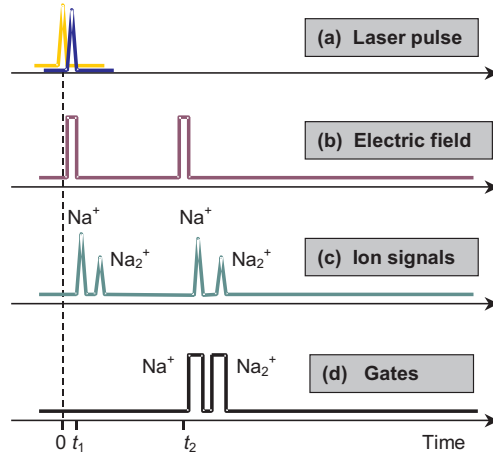 (a) Laser pulse
(b) Electric field
Na⁺ Na⁺
Na₂⁺ Na₂⁺
(c) Ion signals
Na⁺ Na₂⁺
(d) Gates
0 t₁ t₂ Time